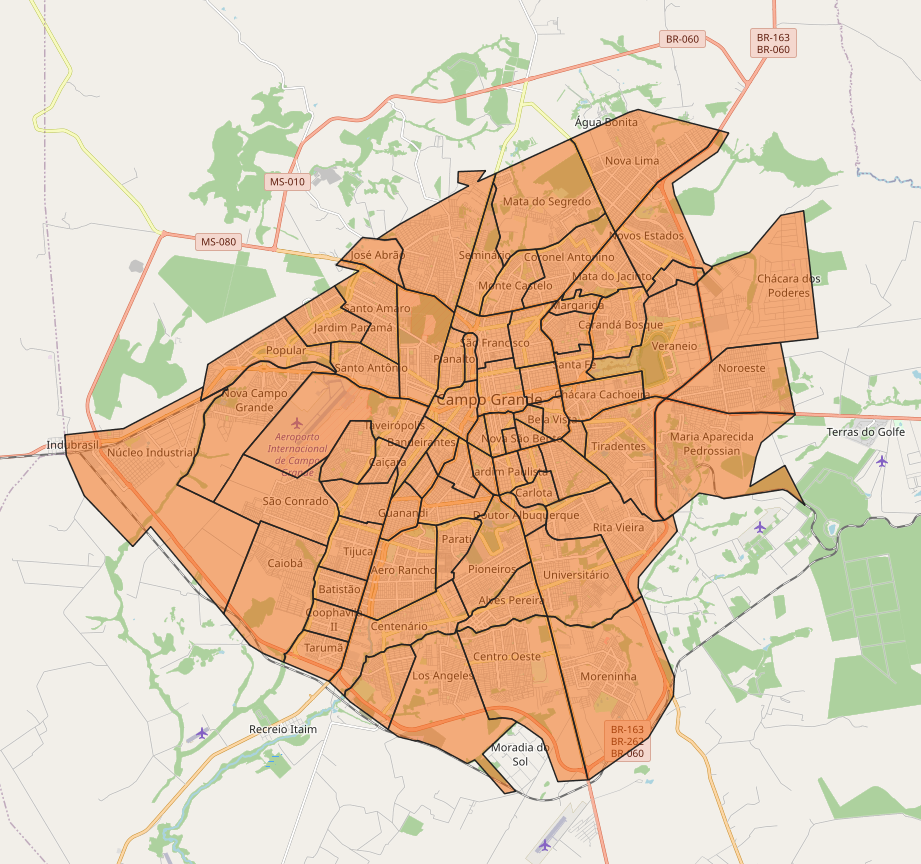 BR-060
BR-163
BR-060
Água Bonita
Nova Lima
MS-010
Mata do Segredo
MS-080
José Abrão
Seminário
Coronel Antonino
Novos Estados
Mata do Jacinto
Chácara dos
Poderes
Monte Castelo
Santo Amaro
Margarida
Jardim Panamá
Carandá Bosque
São Francisco
Veraneio
Popular
Planalto
Santo Antônio
Santa Fé
Noroeste
Nova Campo
Grande
Campo Grande
Chácara Cachoeira
Bela Vista
Taveirópolis
Bandeirantes
Nova São Bento
Tiradentes
Maria Aparecida
Pedrossian
Terras do Golfe
Indubrasil
Núcleo Industrial
Aeroporto
Internacional
de Campo
Grande
Caiçara
Jardim Paulista
Carlota
São Conrado
Guanandi
Doutor Albuquerque
Rita Vieira
Tijuca
Parati
Caiobá
Aero Rancho
Pioneiros
Universitário
Batistão
Alves Pereira
Coophavila
II
Centenário
Tarumã
Centro Oeste
Los Angeles
Moreninha
Recreio Itaim
BR-163
BR-262
BR-060
Moradia do
Sol